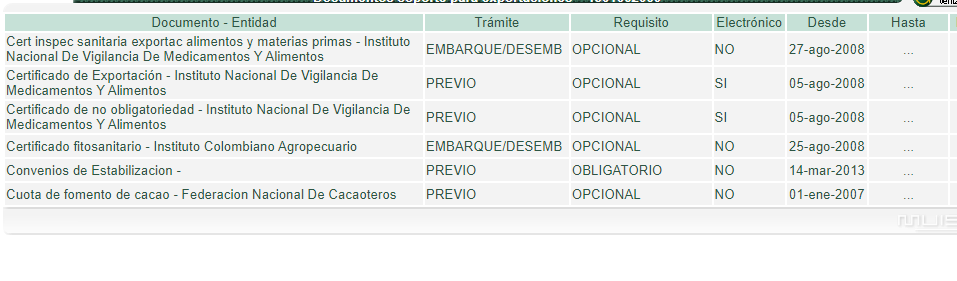 Documento - Entidad Trámite Requisito Electrónico Desde Hasta
Cert inspec sanitaria exportac alimentos y materias primas - Instituto
Nacional De Vigilancia De Medicamentos Y Alimentos EMBARQUE/DESEMB OPCIONAL NO 27-ago-2008 ...
Certificado de Exportación - Instituto Nacional De Vigilancia De
Medicamentos Y Alimentos PREVIO OPCIONAL SI 05-ago-2008 ...
Certificado de no obligatoriedad - Instituto Nacional De Vigilancia De
Medicamentos Y Alimentos PREVIO OPCIONAL SI 05-ago-2008 ...
Certificado fitosanitario - Instituto Colombiano Agropecuario EMBARQUE/DESEMB OPCIONAL NO 25-ago-2008 ...
Convenios de Estabilizacion - PREVIO OBLIGATORIO NO 14-mar-2013 ...
Cuota de fomento de cacao - Federacion Nacional De Cacaoteros PREVIO OPCIONAL NO 01-ene-2007 ...